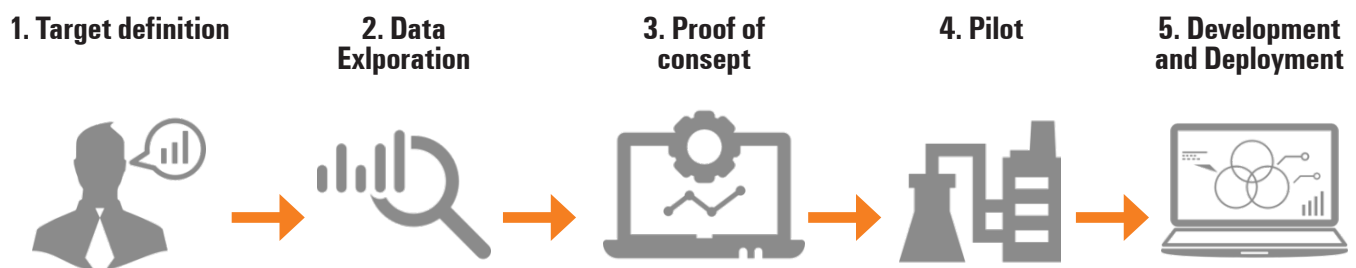 1. Target definition
2. Data
Exlporation
3. Proof of
consept
4. Pilot
5. Development
and Deployment